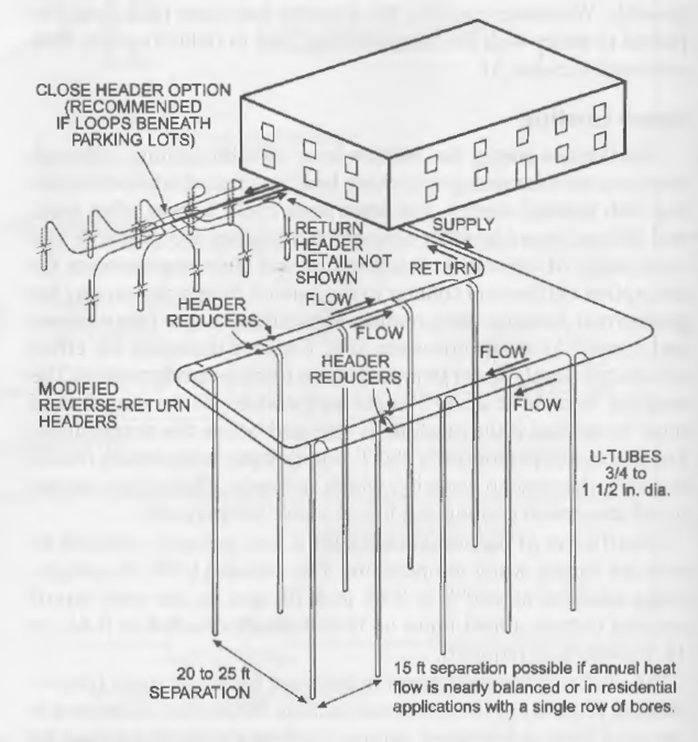 CLOSE HEADER OPTION
(RECOMMENDED
IF LOOPS BENEATH
PARKING LOTS)
RETURN
HEADER
DETAIL NOT
SHOWN
SUPPLY
RETURN
FLOW
HEADER
REDUCERS
FLOW
HEADER
REDUCERS
FLOW
FLOW
MODIFIED
REVERSE-RETURN
HEADERS
U-TUBES
3/4 to
1 1/2 in. dia.
20 to 25 ft
SEPARATION
15 ft separation possible if annual heat
flow is nearly balanced or in residential
applications with a single row of bores.